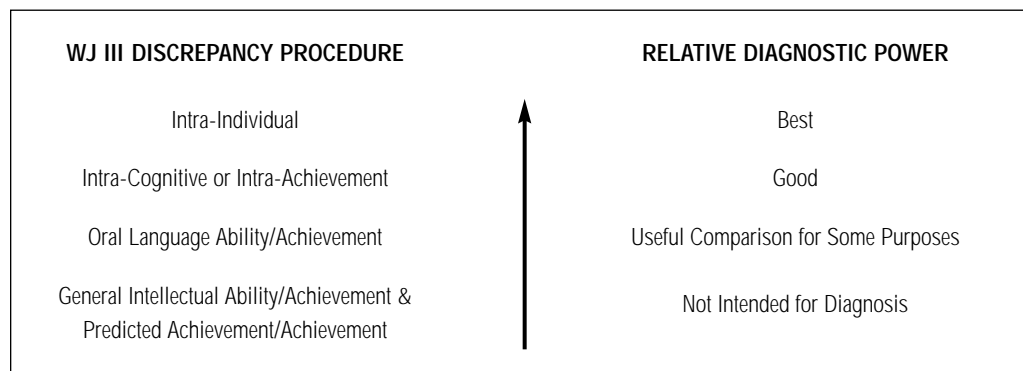 WJ III DISCREPANCY PROCEDURE
RELATIVE DIAGNOSTIC POWER
Intra-Individual
Best
Intra-Cognitive or Intra-Achievement
Good
Oral Language Ability/Achievement
Useful Comparison for Some Purposes
General Intellectual Ability/Achievement &
Predicted Achievement/Achievement
Not Intended for Diagnosis